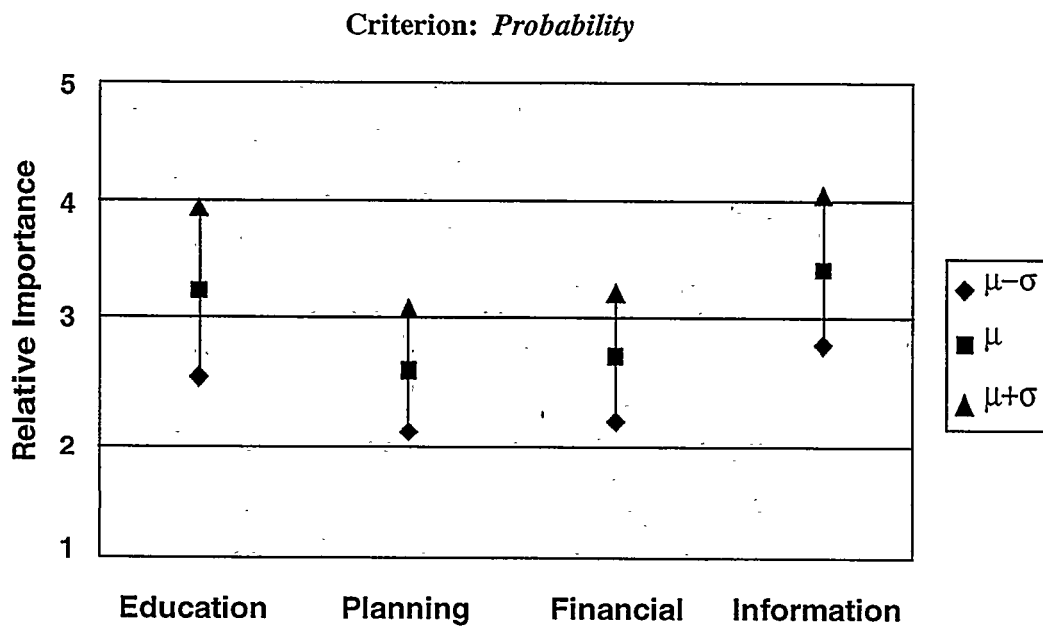 Criterion: Probability
5
4
3
2
1
Relative Importance
Education Planning Financial Information
μ−σ
μ
μ+σ